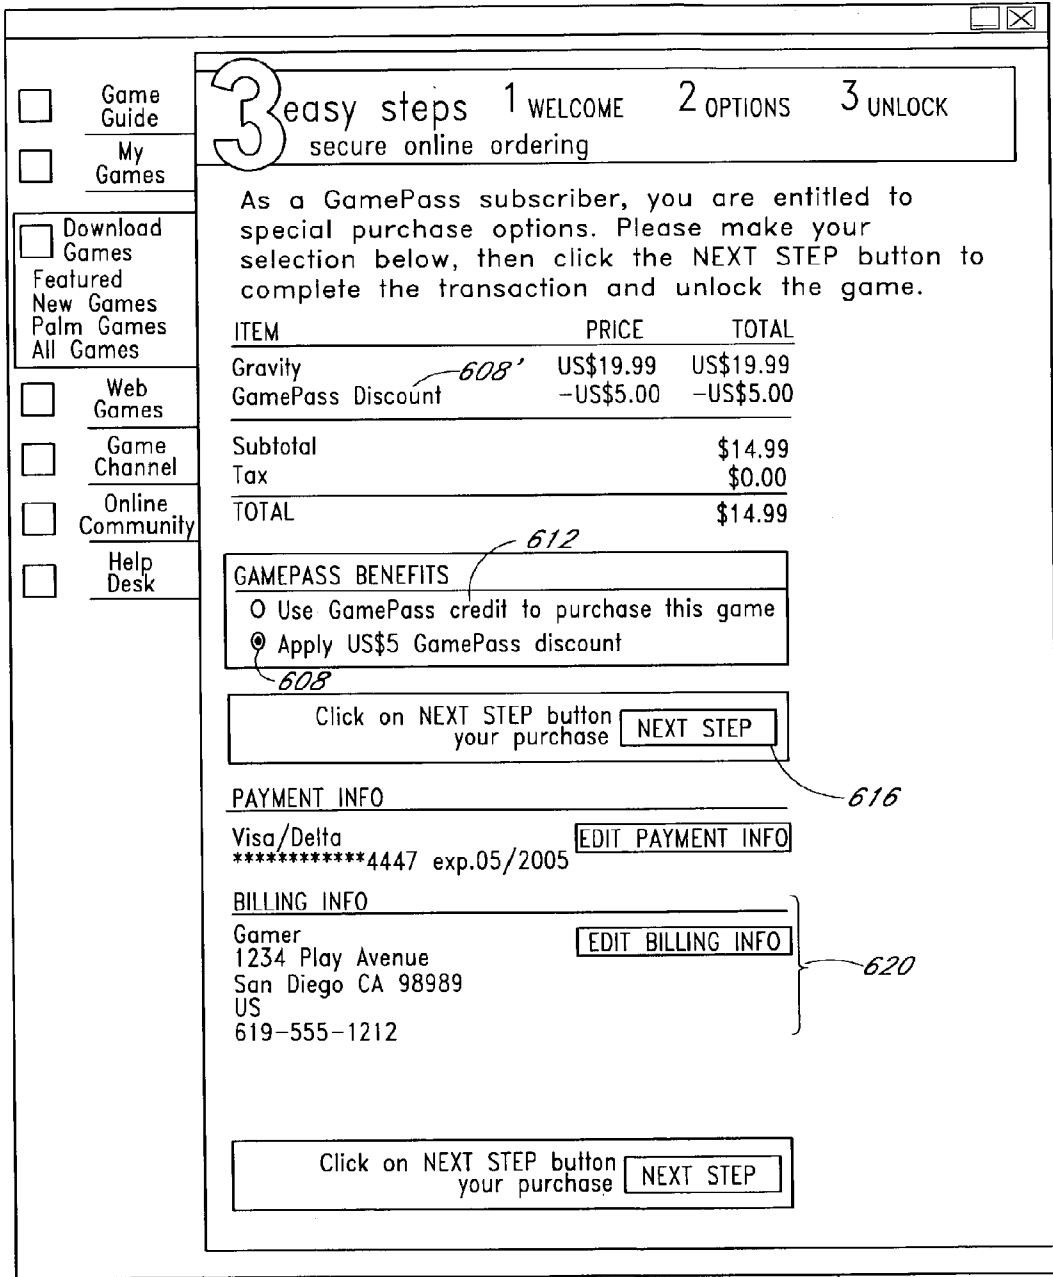 Game
Guide
My
Games
Download
Games
Featured
New Games
Palm Games
All Games
Web
Games
Game
Channel
Online
Community
Help
Desk
3 easy steps 1 WELCOME 2 OPTIONS 3 UNLOCK
secure online ordering
As a GamePass subscriber, you are entitled to
special purchase options. Please make your
selection below, then click the NEXT STEP button to
complete the transaction and unlock the game.
ITEM PRICE TOTAL
Gravity US$19.99 US$19.99
608'
GamePass Discount -US$5.00 -US$5.00
Subtotal $14.99
Tax $0.00
TOTAL $14.99
612
GAMEPASS BENEFITS
Use GamePass credit to purchase this game
Apply US$5 GamePass discount
608
Click on NEXT STEP button
your purchase NEXT STEP
616
PAYMENT INFO
Visa/Delta EDIT PAYMENT INFO
************4447 exp.05/2005
BILLING INFO
Gamer EDIT BILLING INFO
1234 Play Avenue
620
San Diego CA 98989
US
619-555-1212
Click on NEXT STEP button
your purchase NEXT STEP